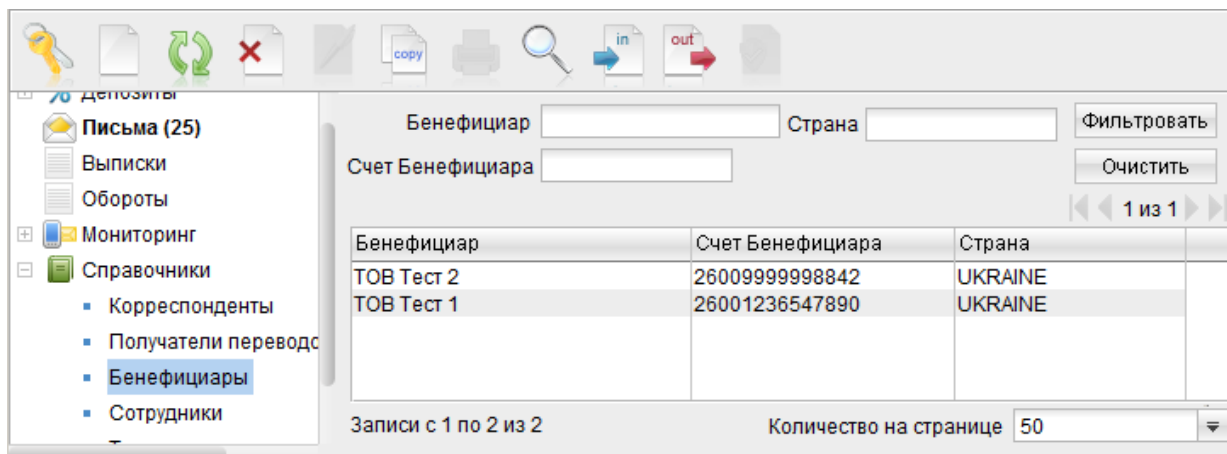 copy
in
out
Депозиты
Письма (25)
Выписки
Обороты
Мониторинг
Справочники
Корреспонденты
Получатели переводо
Бенефициары
Сотрудники
Бенефициар
Страна
Фильтровать
Счет Бенефициара
Очистить
1 из 1
Бенефициар Счет Бенефициара Страна
ТОВ Тест 2 26009999998842 UKRAINE
ТОВ Тест 1 26001236547890 UKRAINE
Записи с 1 по 2 из 2
Количество на странице 50